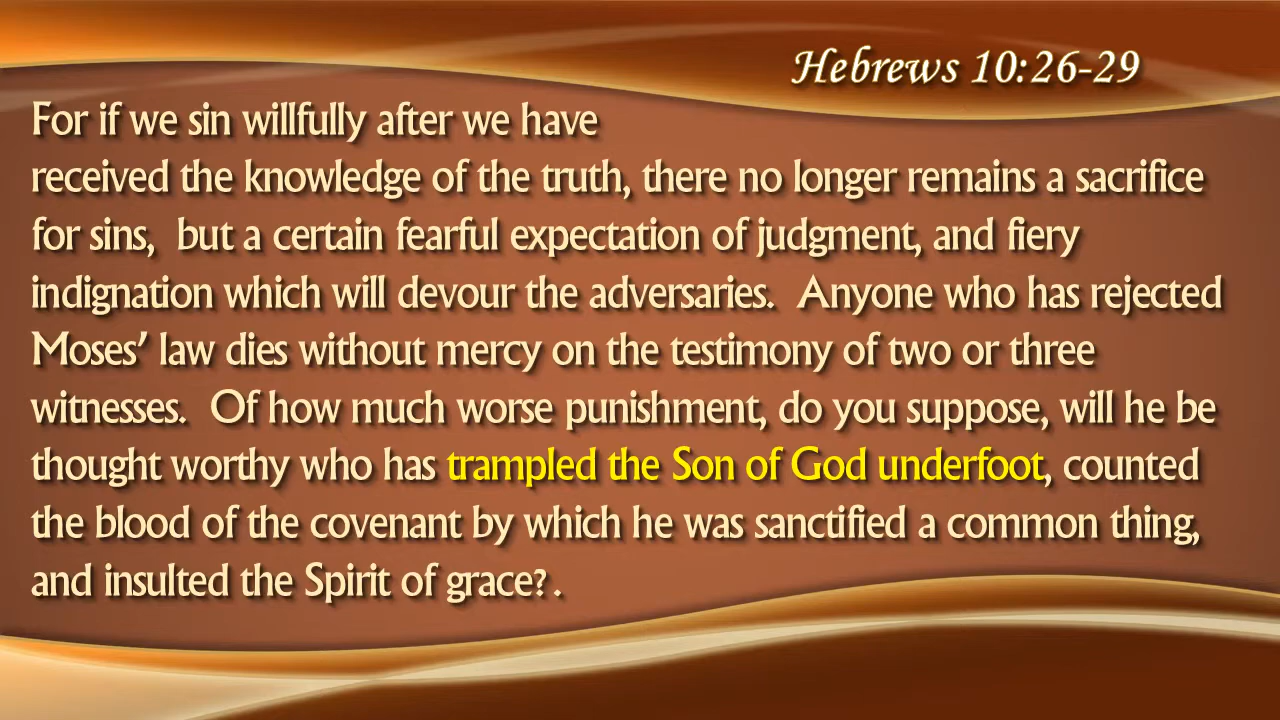 Hebrews 10:26-29
For if we sin willfully after we have
received the knowledge of the truth, there no longer remains a sacrifice
for sins,  but a certain fearful expectation of judgment, and fiery
indignation which will devour the adversaries.  Anyone who has rejected
Moses’ law dies without mercy on the testimony of two or three
witnesses.  Of how much worse punishment, do you suppose, will he be
thought worthy who has trampled the Son of God underfoot, counted
the blood of the covenant by which he was sanctified a common thing,
and insulted the Spirit of grace? .